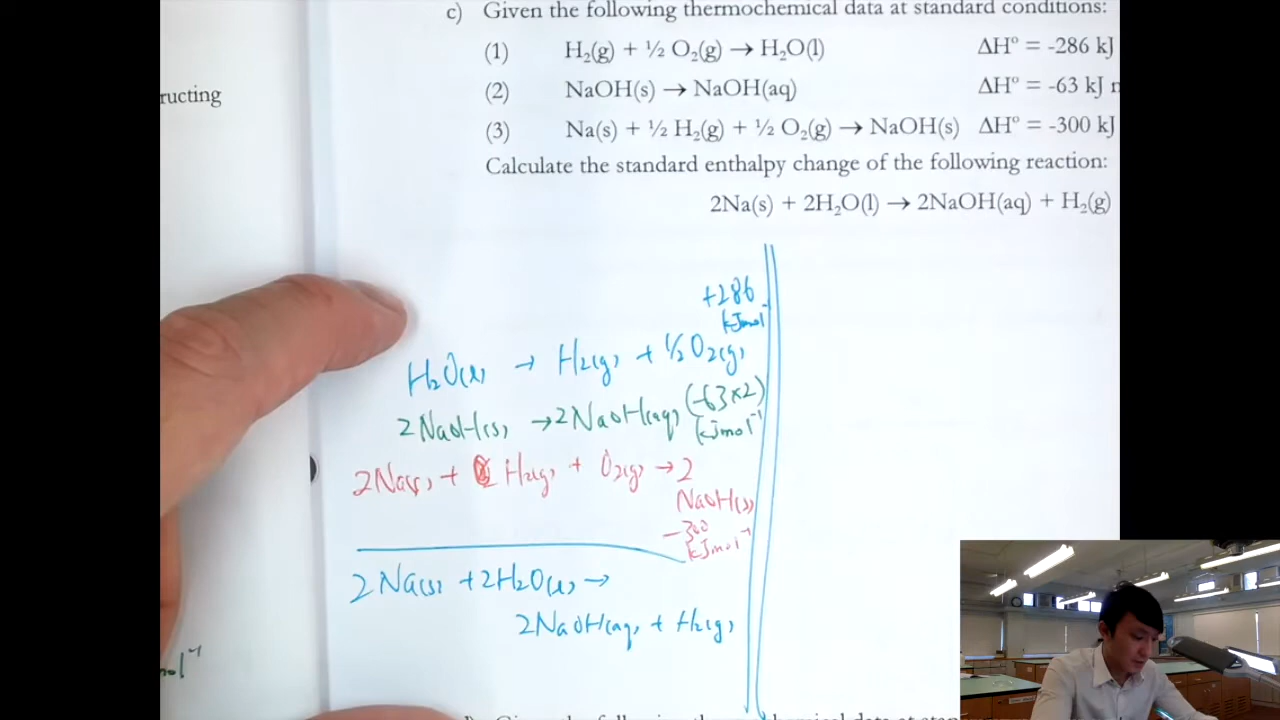 c) Given the following thermochemical data at standard conditions:
(1) H₂(g) + ½ O₂(g) → H₂O(l) ΔH° = -286 kJ
(2) NaOH(s) → NaOH(aq) ΔH° = -63 kJ
ructing
(3) Na(s) + ½ H₂(g) + ½ O₂(g) → NaOH(s) ΔH° = -300 kJ
Calculate the standard enthalpy change of the following reaction:
2Na(s) + 2H₂O(l) → 2NaOH(aq) + H₂(g)
+286
kJmol⁻
H₂O(l) → H₂(g) + ½O₂(g)
2NaOH(s) → 2NaOH(aq) (-63×2)
kJmol⁻¹
2Na(s) + H₂(g) + O₂(g) → 2
NaOH(s)
-300
kJmol⁻¹
2Na(s) + 2H₂O(l) →
2NaOH(aq) + H₂(g)
ol⁻¹